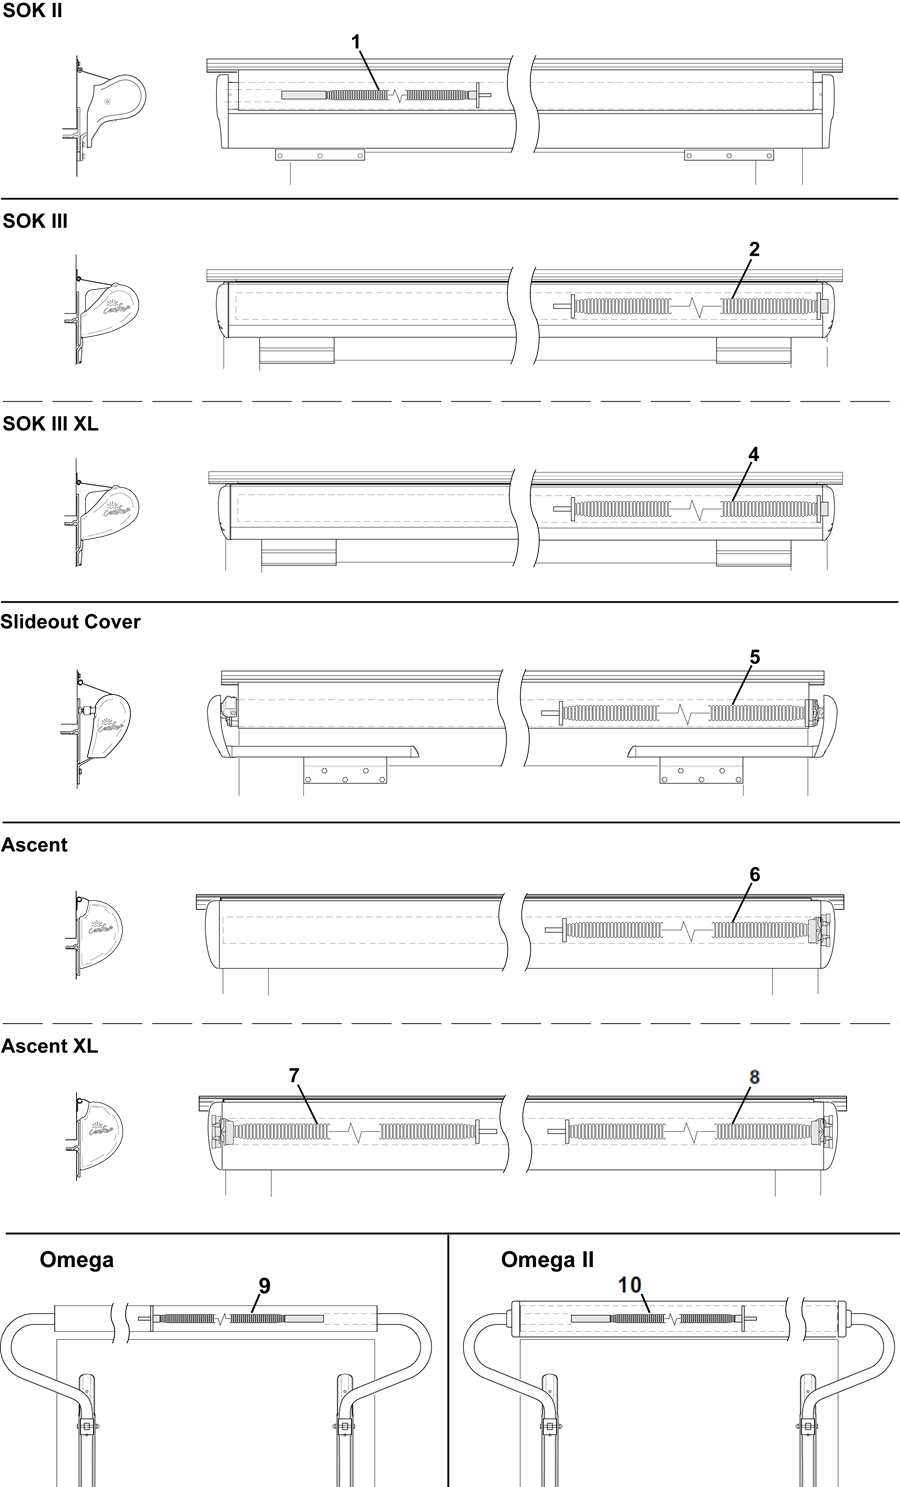 SOK II
1
SOK III
2
SOK III XL
4
Slideout Cover
5
Ascent
6
Ascent XL
7 8
Omega Omega II
9 10